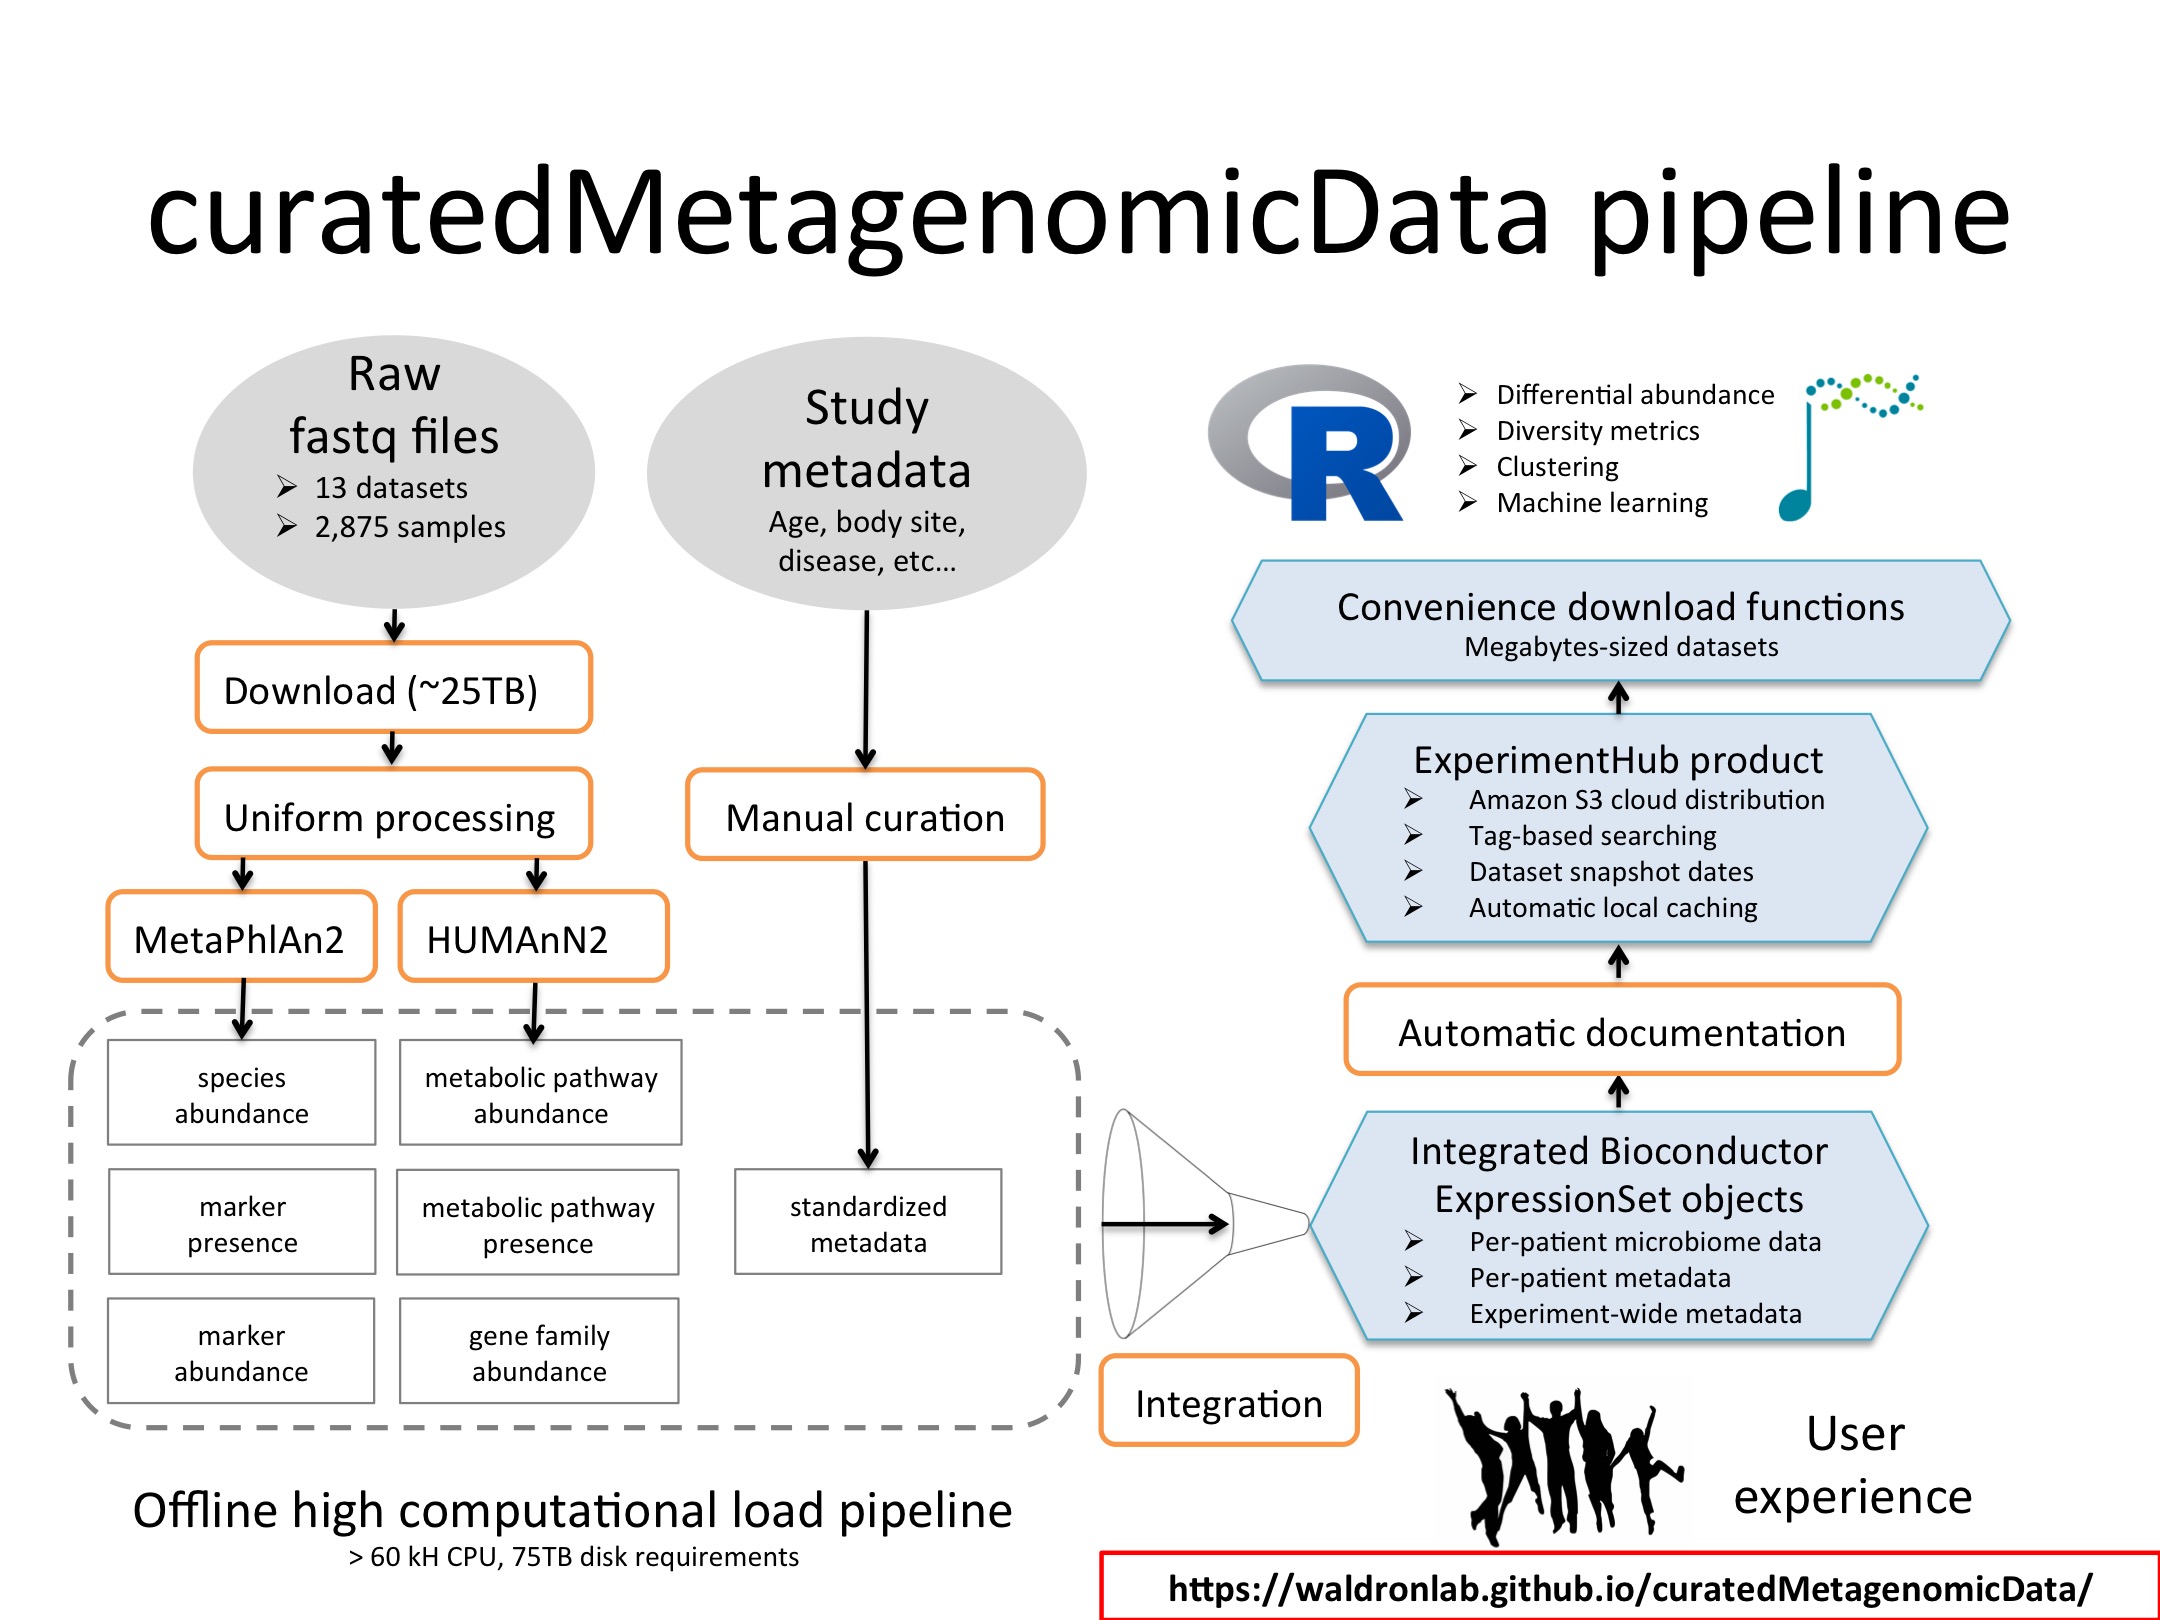 curatedMetagenomicData pipeline
Raw
fastq files
➢ 13 datasets
➢ 2,875 samples
Download (~25TB)
Uniform processing
MetaPhlAn2
HUMAnN2
species
abundance
marker
presence
marker
abundance
metabolic pathway
abundance
metabolic pathway
presence
gene family
abundance
Study
metadata
Age, body site,
disease, etc...
Manual curation
standardized
metadata
Offline high computational load pipeline
> 60 kH CPU, 75TB disk requirements
Integration
R
➢ Differential abundance
➢ Diversity metrics
➢ Clustering
➢ Machine learning
Convenience download functions
Megabytes-sized datasets
ExperimentHub product
➢ Amazon S3 cloud distribution
➢ Tag-based searching
➢ Dataset snapshot dates
➢ Automatic local caching
Automatic documentation
Integrated Bioconductor
ExpressionSet objects
➢ Per-patient microbiome data
➢ Per-patient metadata
➢ Experiment-wide metadata
User
experience
https://waldronlab.github.io/curatedMetagenomicData/